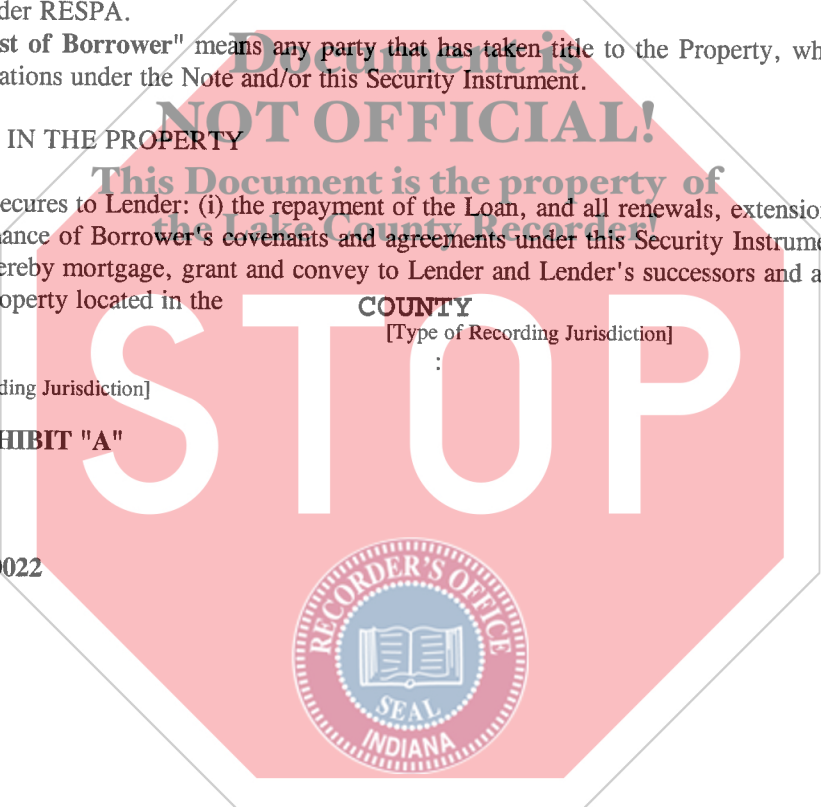 der RESPA.
st of Borrower" means any party that has taken title to the Property, wh
ations under the Note and/or this Security Instrument.
Document is
NOT OFFICIAL!
This Document is the property of
the Lake County Recorder!
IN THE PROPERTY
ecures to Lender: (i) the repayment of the Loan, and all renewals, extension
ance of Borrower's covenants and agreements under this Security Instrume
ereby mortgage, grant and convey to Lender and Lender's successors and a
operty located in the COUNTY
[Type of Recording Jurisdiction]
:
ding Jurisdiction]
HIBIT "A"
0022
STOP
RECORDER'S OFFICE
SEAL
INDIANA